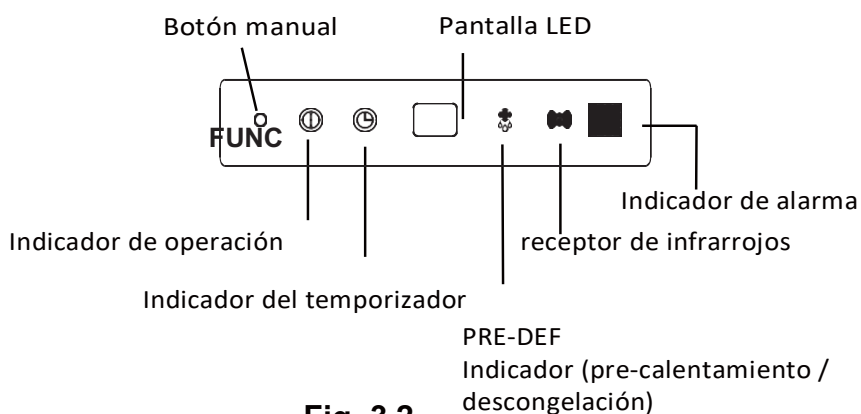 Botón manual
Pantalla LED
FUNC
Indicador de alarma
Indicador de operación
receptor de infrarrojos
Indicador del temporizador
PRE-DEF
Indicador (pre-calentamiento /
descongelación)